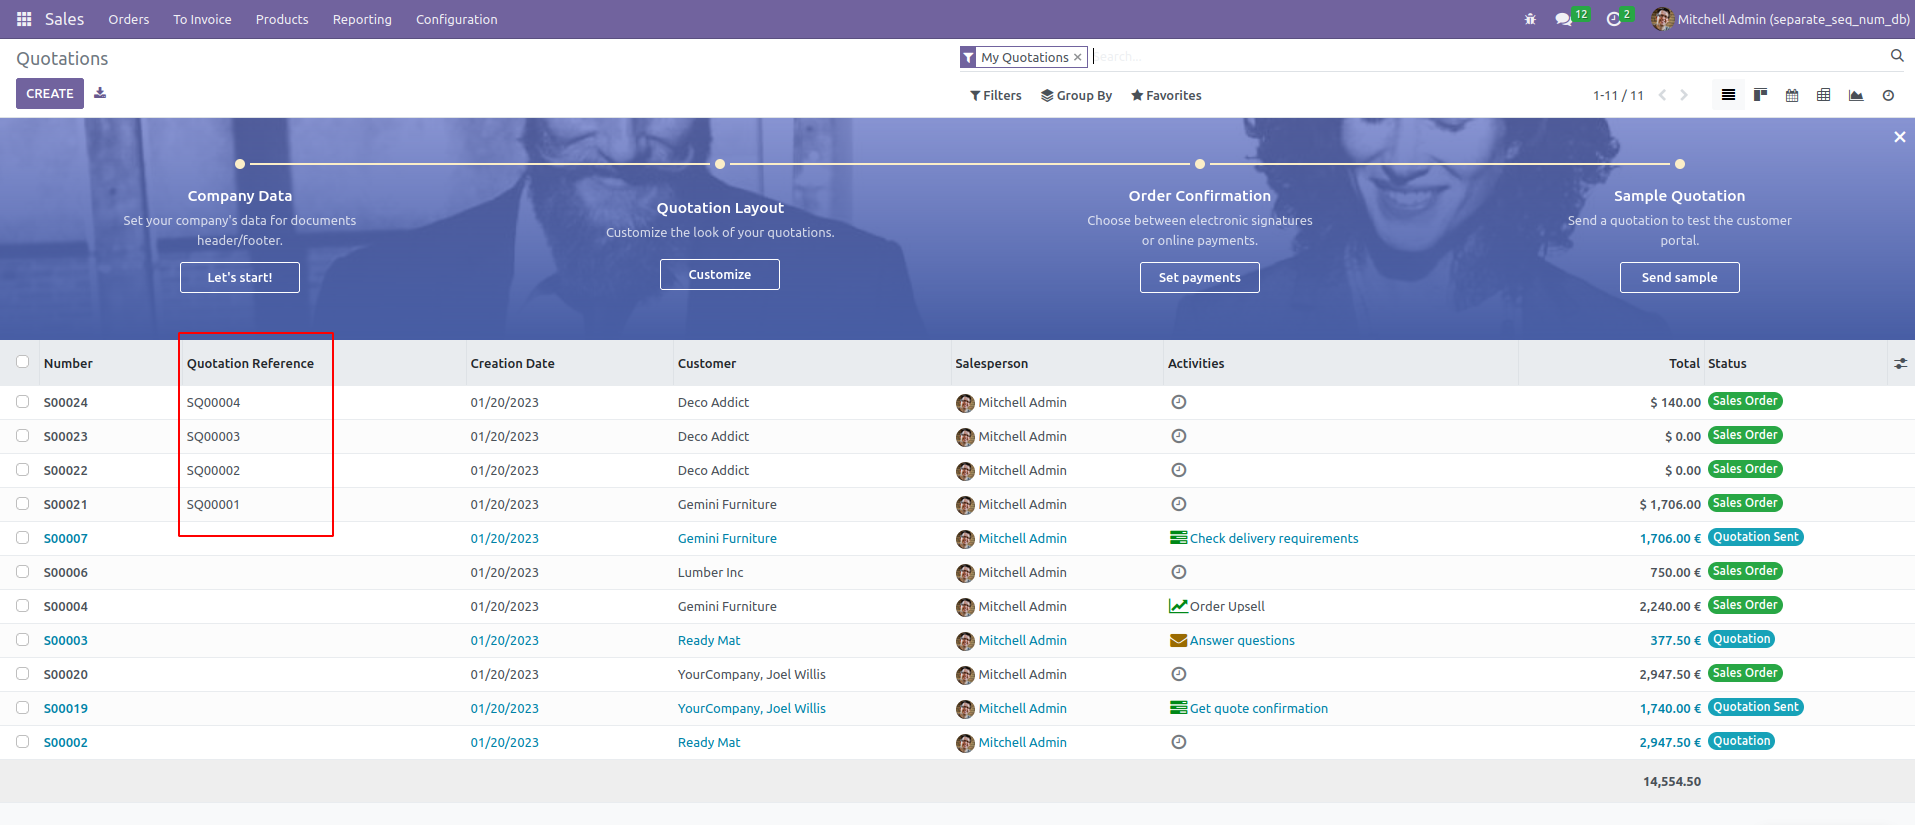 Sales Orders To Invoice Products Reporting Configuration 12 2 Mitchell Admin (separate_seq_num_db)
Quotations My Quotations × Search...
CREATE Filters Group By Favorites 1-11 / 11
Company Data
Set your company's data for documents
header/footer.
Let's start!
Quotation Layout
Customize the look of your quotations.
Customize
Order Confirmation
Choose between electronic signatures
or online payments.
Set payments
Sample Quotation
Send a quotation to test the customer
portal.
Send sample
Number Quotation Reference Creation Date Customer Salesperson Activities Total Status
S00024 SQ00004 01/20/2023 Deco Addict Mitchell Admin $ 140.00 Sales Order
S00023 SQ00003 01/20/2023 Deco Addict Mitchell Admin $ 0.00 Sales Order
S00022 SQ00002 01/20/2023 Deco Addict Mitchell Admin $ 0.00 Sales Order
S00021 SQ00001 01/20/2023 Gemini Furniture Mitchell Admin $ 1,706.00 Sales Order
S00007 01/20/2023 Gemini Furniture Mitchell Admin Check delivery requirements 1,706.00 € Quotation Sent
S00006 01/20/2023 Lumber Inc Mitchell Admin 750.00 € Sales Order
S00004 01/20/2023 Gemini Furniture Mitchell Admin Order Upsell 2,240.00 € Sales Order
S00003 01/20/2023 Ready Mat Mitchell Admin Answer questions 377.50 € Quotation
S00020 01/20/2023 YourCompany, Joel Willis Mitchell Admin 2,947.50 € Sales Order
S00019 01/20/2023 YourCompany, Joel Willis Mitchell Admin Get quote confirmation 1,740.00 € Quotation Sent
S00002 01/20/2023 Ready Mat Mitchell Admin 2,947.50 € Quotation
14,554.50